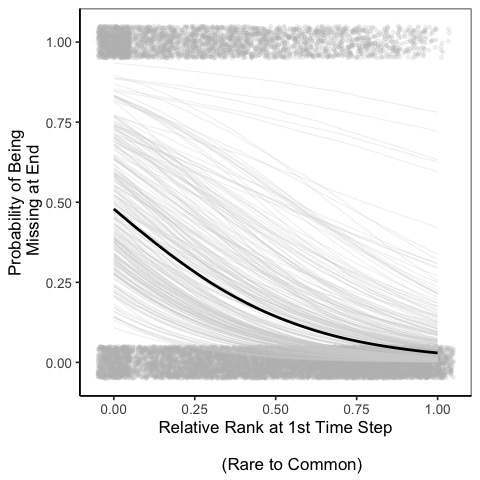 Probability of Being
Missing at End
1.00
0.75
0.50
0.25
0.00
0.00 0.25 0.50 0.75 1.00
Relative Rank at 1st Time Step
(Rare to Common)